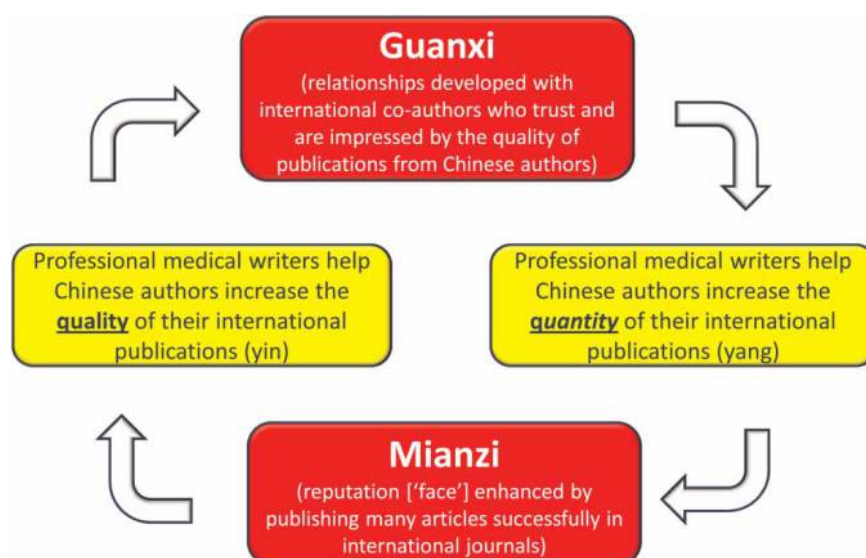 Guanxi
(relationships developed with
international co-authors who trust and
are impressed by the quality of
publications from Chinese authors)
Professional medical writers help
Chinese authors increase the
quality of their international
publications (yin)
Professional medical writers help
Chinese authors increase the
quantity of their international
publications (yang)
Mianzi
(reputation [‘face’] enhanced by
publishing many articles successfully in
international journals)